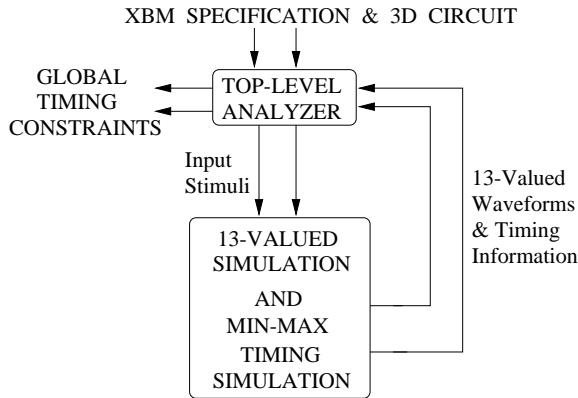 XBM SPECIFICATION & 3D CIRCUIT
GLOBAL
TIMING
CONSTRAINTS
TOP-LEVEL
ANALYZER
Input
Stimuli
13-Valued
Waveforms
& Timing
Information
13-VALUED
SIMULATION
AND
MIN-MAX
TIMING
SIMULATION